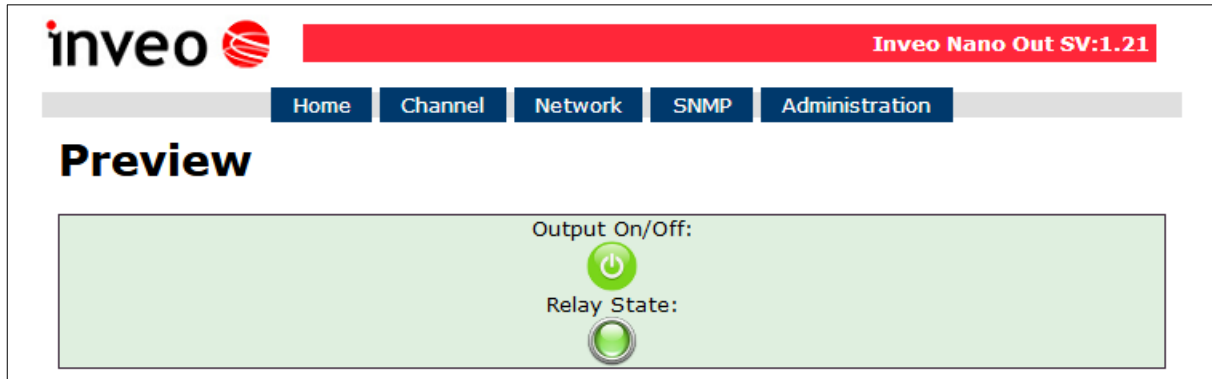 inveo
Inveo Nano Out SV:1.21
Home Channel Network SNMP Administration
Preview
Output On/Off:
Relay State: